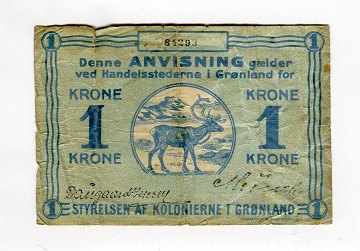 1 84293 1
Denne ANVISNING gælder
ved Handelsstederne i Grønland for
KRONE KRONE
1 1
KRONE KRONE
STYRELSEN AF KOLONIERNE I GRØNLAND
1 1